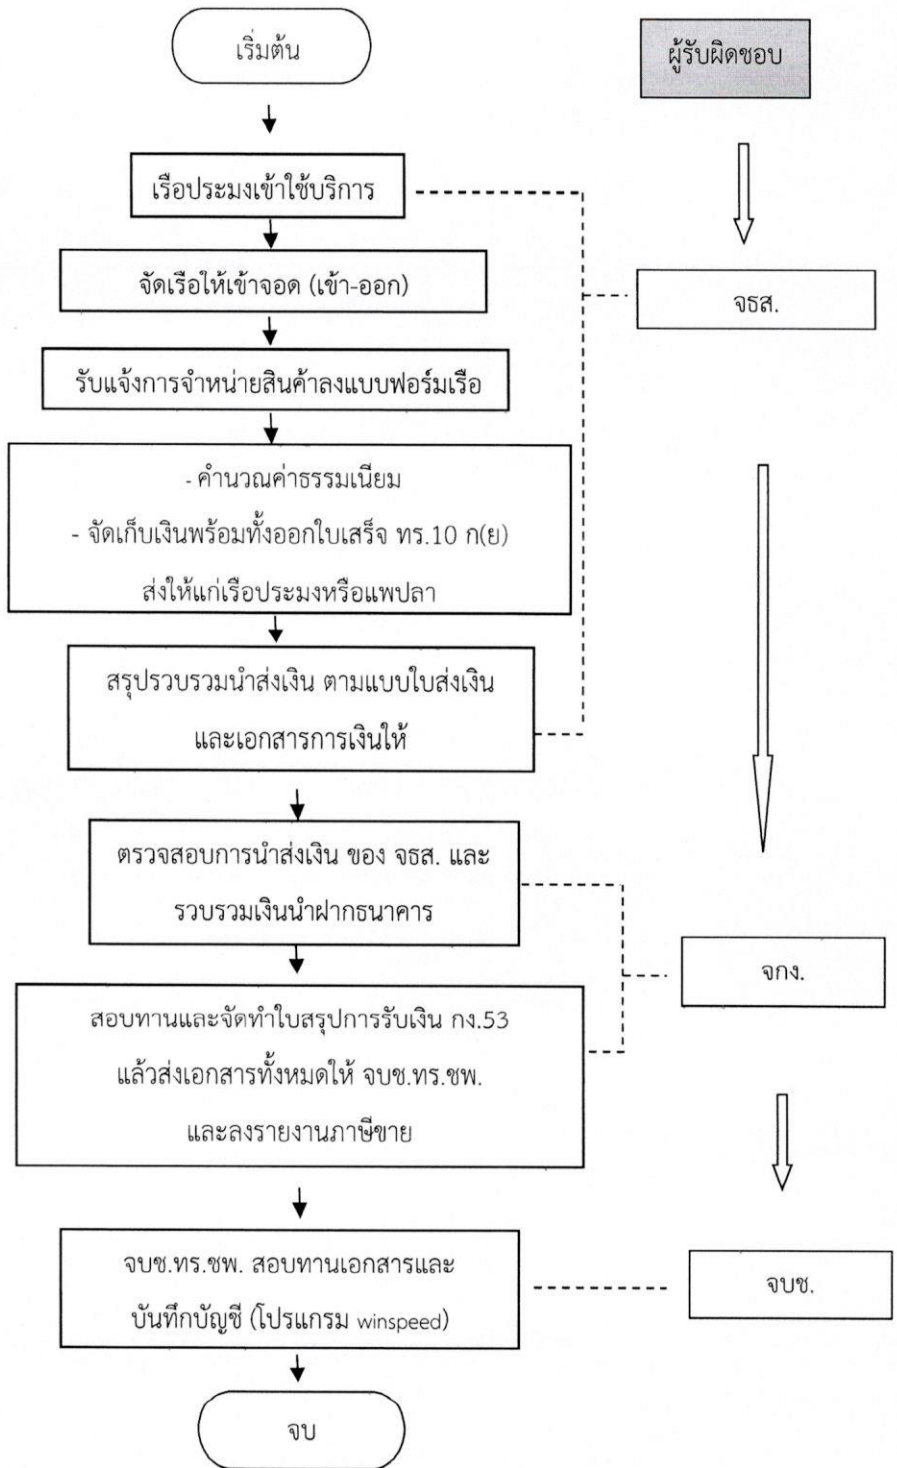 เริ่มต้น
ผู้รับผิดชอบ
เรือประมงเข้าใช้บริการ
จัดเรือให้เข้าจอด (เข้า-ออก)
จธส.
รับแจ้งการจำหน่ายสินค้าลงแบบฟอร์มเรือ
- คำนวณค่าธรรมเนียม
- จัดเก็บเงินพร้อมทั้งออกใบเสร็จ ทร.10 ก(ย)
ส่งให้แก่เรือประมงหรือแพปลา
สรุปรวบรวมนำส่งเงิน ตามแบบใบส่งเงิน
และเอกสารการเงินให้
ตรวจสอบการนำส่งเงิน ของ จธส. และ
รวบรวมเงินนำฝากธนาคาร
จกง.
สอบทานและจัดทำใบสรุปการรับเงิน กง.53
แล้วส่งเอกสารทั้งหมดให้ จบช.ทร.ชพ.
และลงรายงานภาษีขาย
จบช.ทร.ชพ. สอบทานเอกสารและ
บันทึกบัญชี (โปรแกรม winspeed)
จบช.
จบ